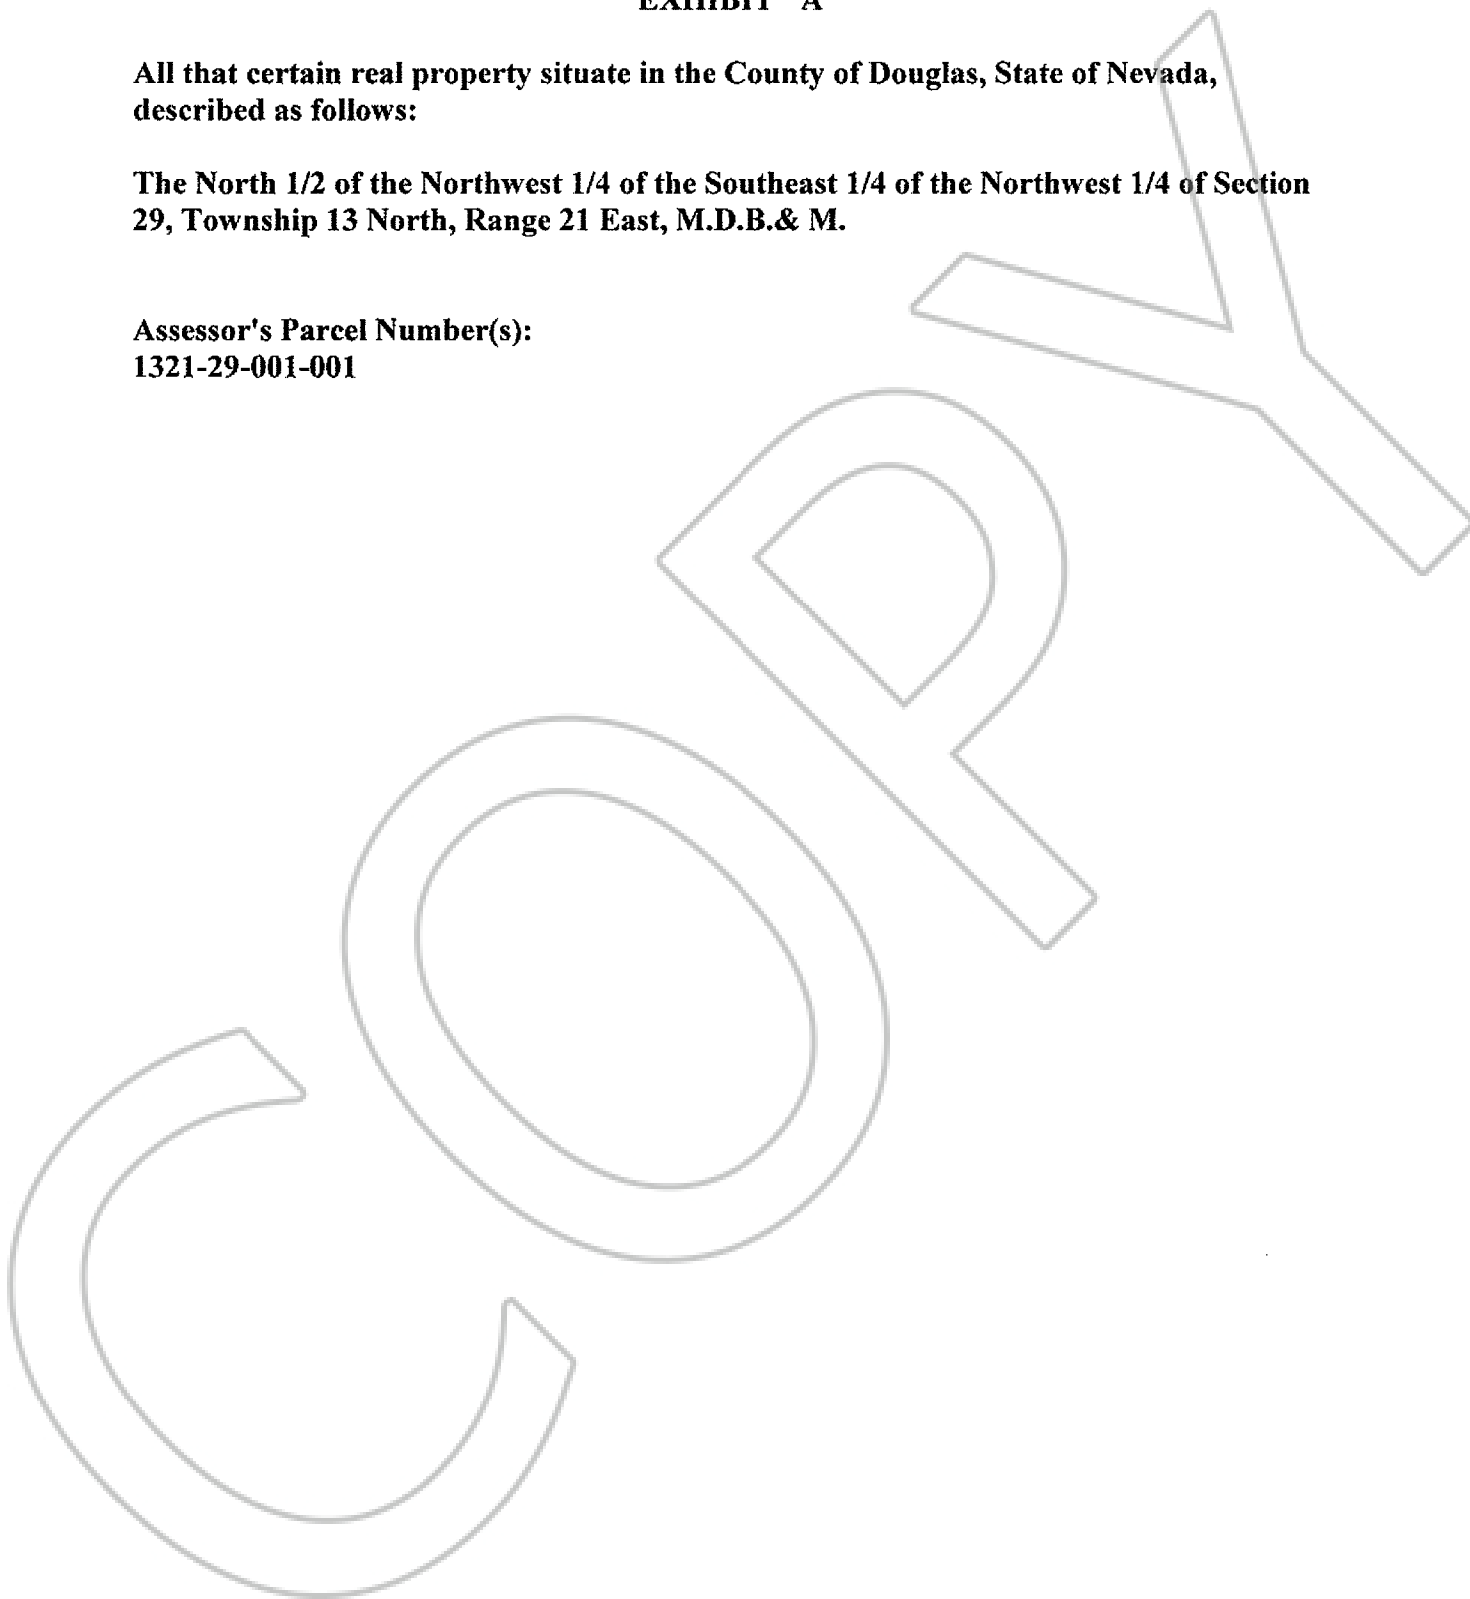 EXHIBIT A
All that certain real property situate in the County of Douglas, State of Nevada,
described as follows:
The North 1/2 of the Northwest 1/4 of the Southeast 1/4 of the Northwest 1/4 of Section
29, Township 13 North, Range 21 East, M.D.B.& M.
Assessor's Parcel Number(s):
1321-29-001-001
COPY